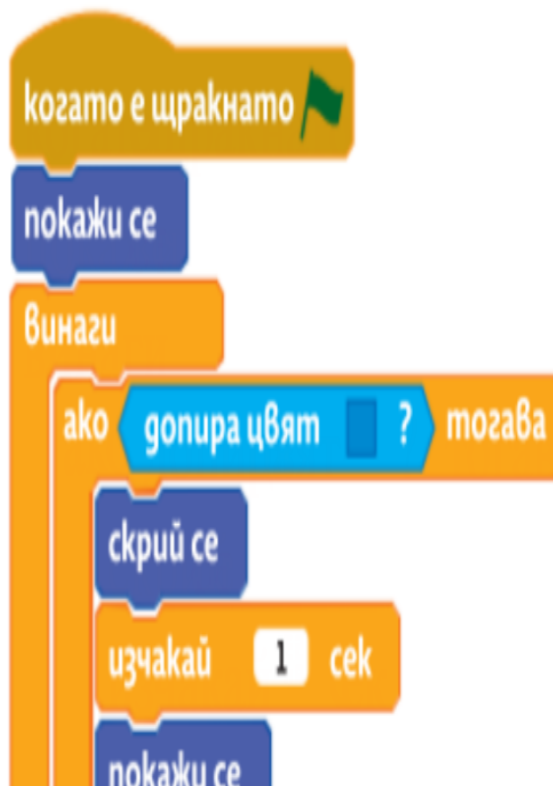 когато е щракнато
покажи се
винаги
ако допира цвят ? тогава
скрий се
изчакай 1 сек
покажи се